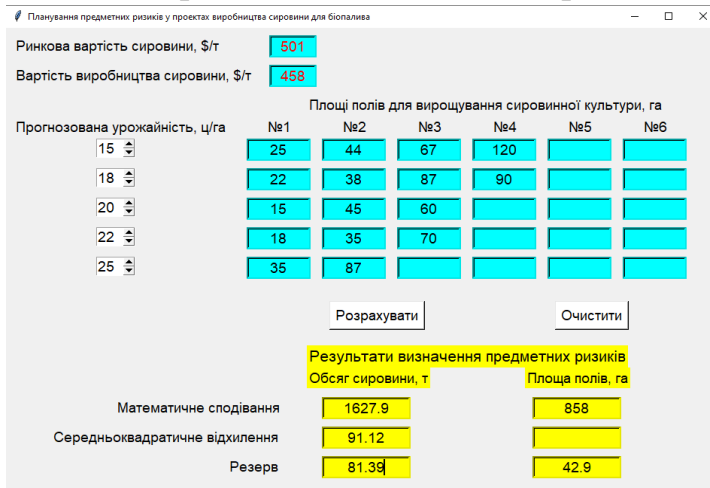 Планування предметних ризиків у проектах виробництва сировини для біопалива
Ринкова вартість сировини, $/т 501
Вартість виробництва сировини, $/т 458
Площі полів для вирощування сировинної культури, га
Прогнозована урожайність, ц/га №1 №2 №3 №4 №5 №6
15 25 44 67 120
18 22 38 87 90
20 15 45 60
22 18 35 70
25 35 87
Розрахувати Очистити
Результати визначення предметних ризиків
Обсяг сировини, т Площа полів, га
Математичне сподівання 1627.9 858
Середньоквадратичне відхилення 91.12
Резерв 81.39 42.9